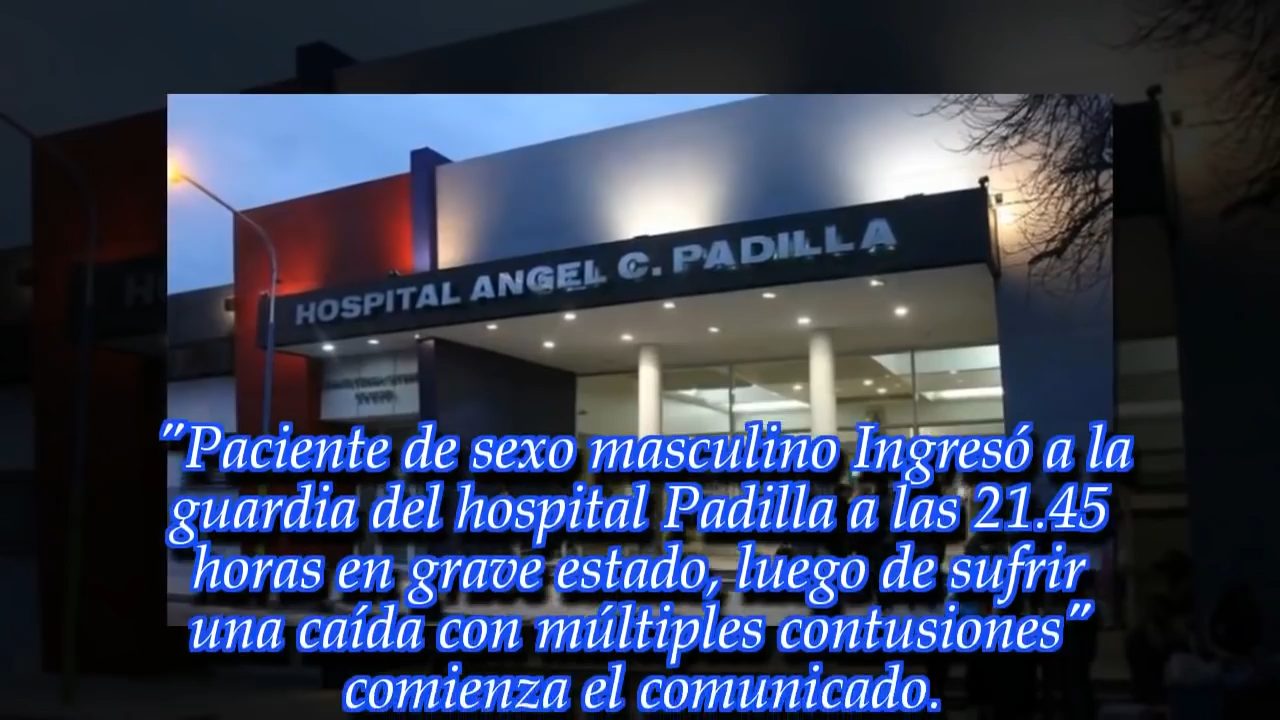 HOSPITAL ANGEL C. PADILLA
"Paciente de sexo masculino Ingresó a la
guardia del hospital Padilla a las 21.45
horas en grave estado, luego de sufrir
una caída con múltiples contusiones"
comienza el comunicado.